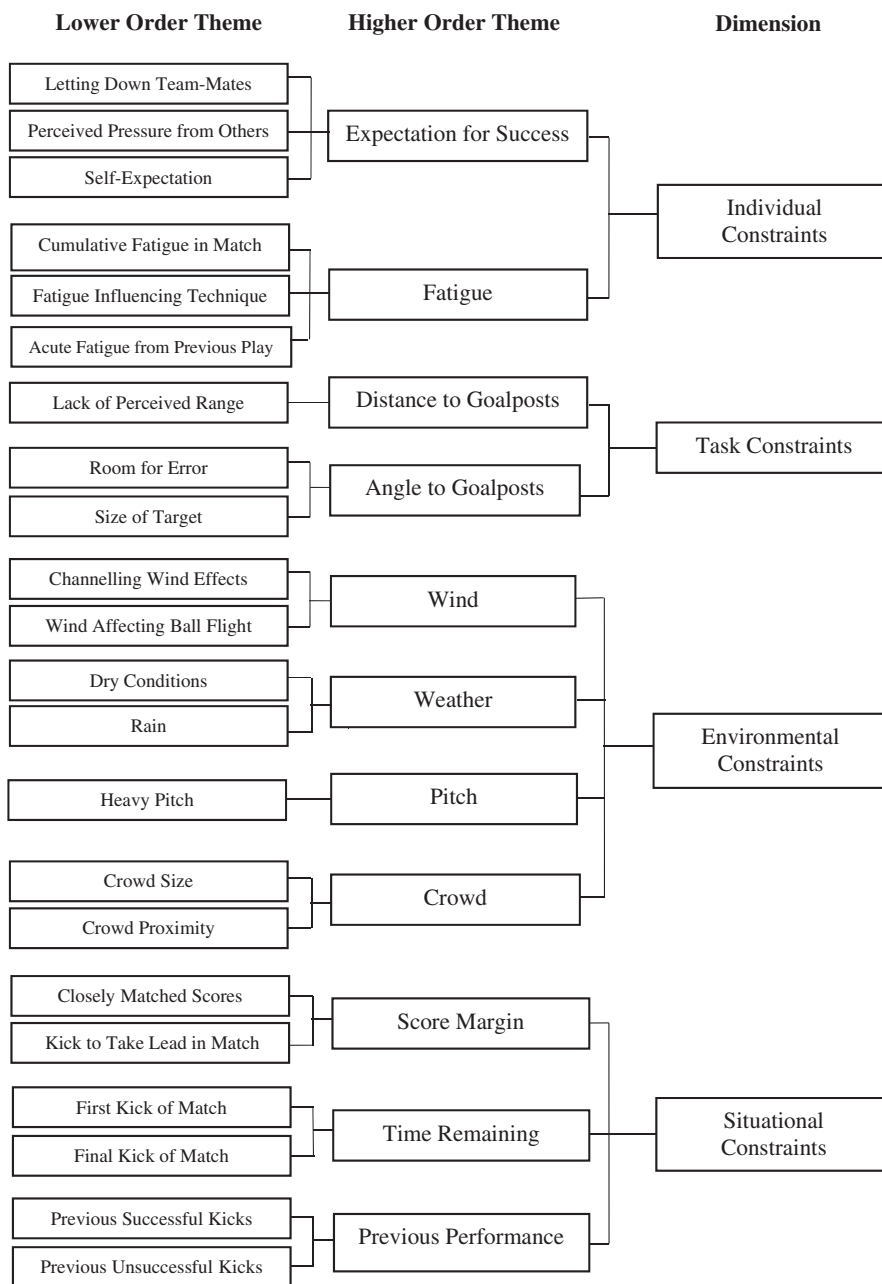 Lower Order Theme
Higher Order Theme
Dimension
Letting Down Team-Mates
Perceived Pressure from Others
Self-Expectation
Expectation for Success
Cumulative Fatigue in Match
Fatigue Influencing Technique
Acute Fatigue from Previous Play
Fatigue
Individual
Constraints
Lack of Perceived Range
Distance to Goalposts
Room for Error
Size of Target
Angle to Goalposts
Task Constraints
Channelling Wind Effects
Wind Affecting Ball Flight
Wind
Dry Conditions
Rain
Weather
Heavy Pitch
Pitch
Crowd Size
Crowd Proximity
Crowd
Environmental
Constraints
Closely Matched Scores
Kick to Take Lead in Match
Score Margin
First Kick of Match
Final Kick of Match
Time Remaining
Previous Successful Kicks
Previous Unsuccessful Kicks
Previous Performance
Situational
Constraints